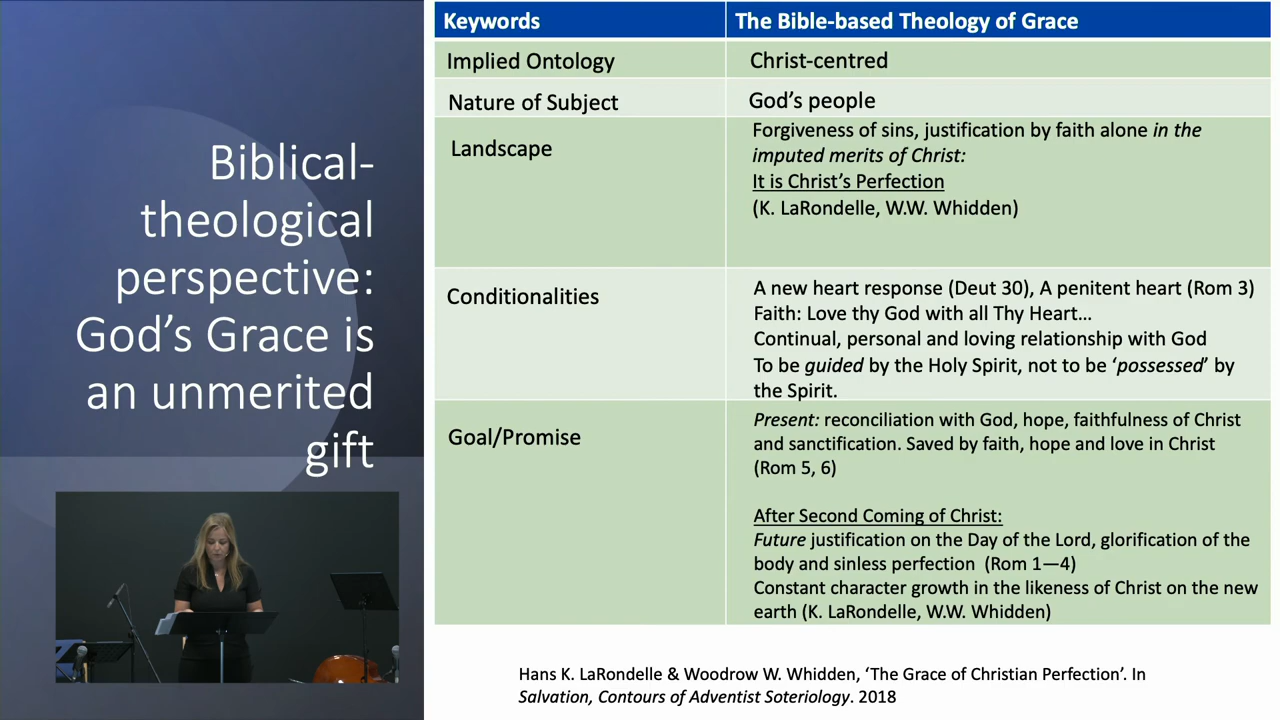 Biblical-
theological
perspective:
God’s Grace is
an unmerited
gift
Keywords
The Bible-based Theology of Grace
Implied Ontology
Christ-centred
Nature of Subject
God’s people
Landscape
Forgiveness of sins, justification by faith alone in the
imputed merits of Christ:
It is Christ’s Perfection
(K. LaRondelle, W.W. Whidden)
Conditionalities
A new heart response (Deut 30), A penitent heart (Rom 3)
Faith: Love thy God with all Thy Heart…
Continual, personal and loving relationship with God
To be guided by the Holy Spirit, not to be ‘possessed’ by
the Spirit.
Goal/Promise
Present: reconciliation with God, hope, faithfulness of Christ
and sanctification. Saved by faith, hope and love in Christ
(Rom 5, 6)
After Second Coming of Christ:
Future justification on the Day of the Lord, glorification of the
body and sinless perfection (Rom 1—4)
Constant character growth in the likeness of Christ on the new
earth (K. LaRondelle, W.W. Whidden)
Hans K. LaRondelle & Woodrow W. Whidden, ‘The Grace of Christian Perfection’. In
Salvation, Contours of Adventist Soteriology. 2018